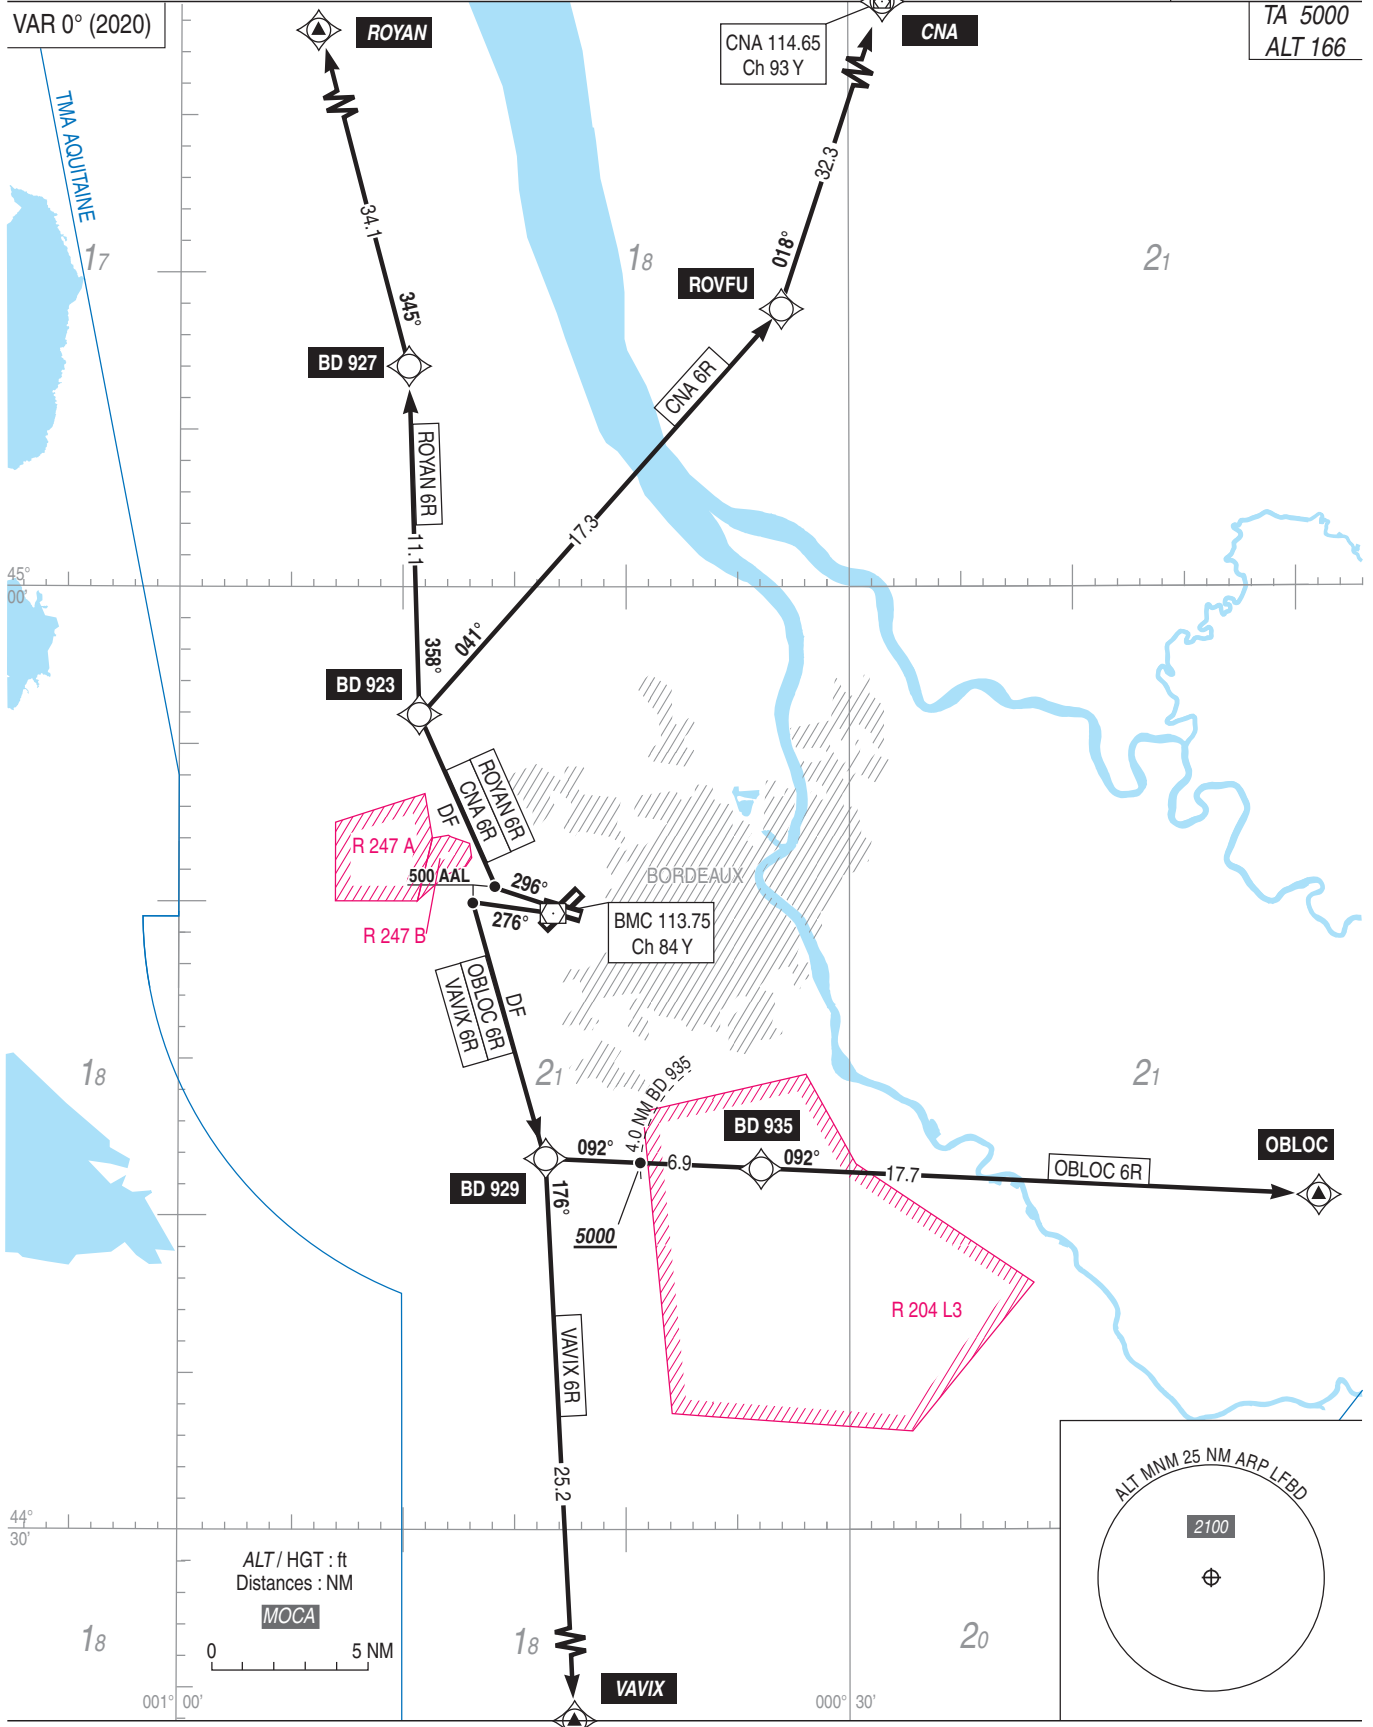 VAR 0° (2020)
ROYAN
CNA 114.65
Ch 93 Y
CNA
TA 5000
ALT 166
TMA AQUITAINE
34.1
32.3
17
18
21
018°
ROVFU
345°
BD 927
CNA 6R
ROYAN 6R
11.1
17.3
45°
00'
358°
041°
BD 923
ROYAN 6R
CNA 6R
DF
R 247 A
500 AAL
296°
BORDEAUX
276°
BMC 113.75
Ch 84 Y
R 247 B
OBLOC 6R
VAVIX 6R
DF
18
21
21
4.0 NM BD 935
BD 935
OBLOC
092°
6.9
092°
17.7
OBLOC 6R
BD 929
176°
5000
R 204 L3
VAVIX 6R
25.2
44°
30'
ALT MNM 25 NM ARP LFBD
2100
ALT / HGT : ft
Distances : NM
MOCA
0 5 NM
18
18
20
VAVIX
001° 00'
000° 30'